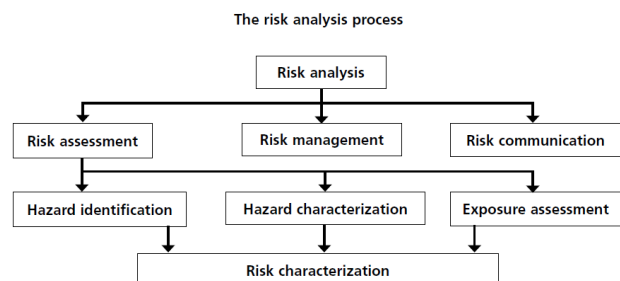 The risk analysis process
Risk analysis
Risk assessment
Risk management
Risk communication
Hazard identification
Hazard characterization
Exposure assessment
Risk characterization